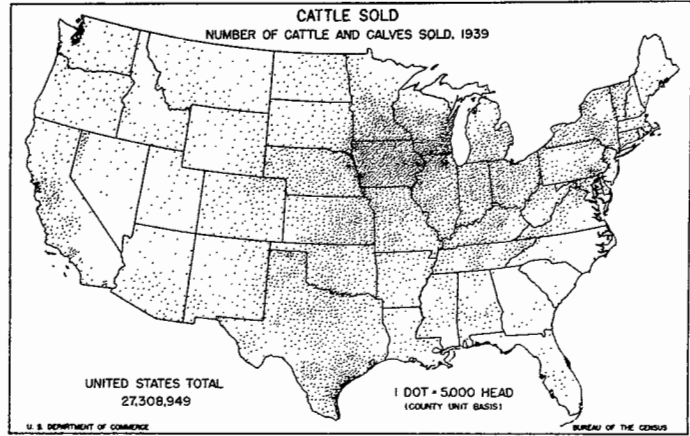 CATTLE SOLD
NUMBER OF CATTLE AND CALVES SOLD, 1939
UNITED STATES TOTAL
27,308,949
1 DOT = 5,000 HEAD
(COUNTY UNIT BASIS)
U. S. DEPARTMENT OF COMMERCE
BUREAU OF THE CENSUS